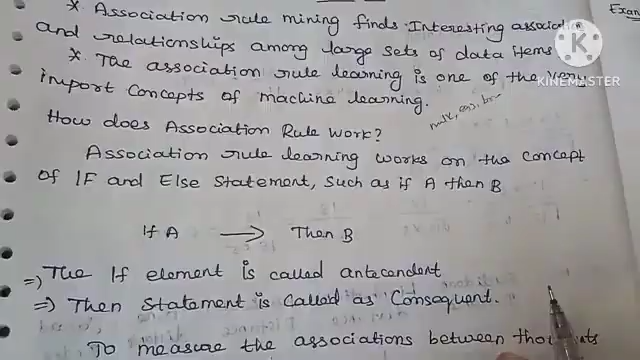 * Association rule mining finds Interesting association
Exam
and relationships among large sets of data items
* The association rule learning is one of the very
import concepts of machine learning.
KINEMASTER
How does Association Rule work?
Association rule learning works on the concept
of IF and Else Statement, such as if A then B
If A → Then B
⇒ The If element is called antecendent
⇒ Then Statement is called as Consequent.
To measure the associations between